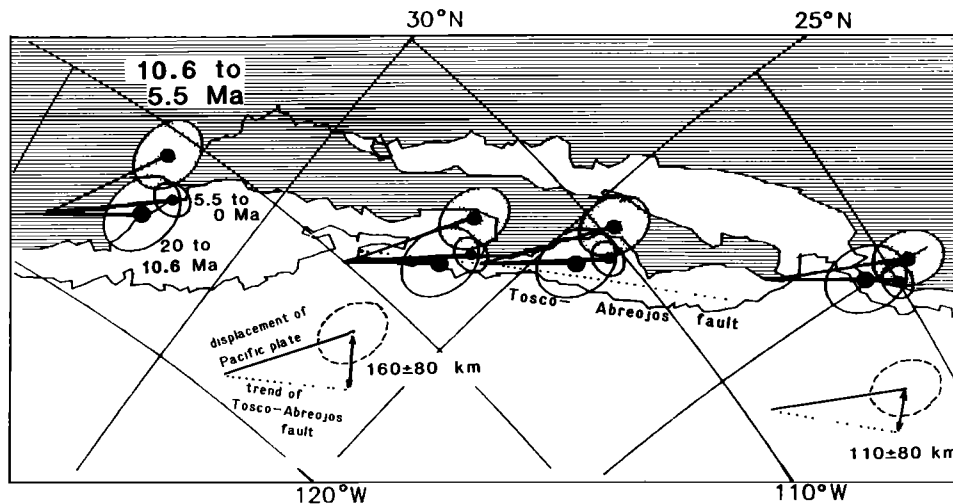 30°N
25°N
10.6 to
5.5 Ma
5.5 to
0 Ma
20 to
10.6 Ma
Tosco- Abreojos fault
displacement of
Pacific plate
160±80 km
trend of
Tosco-Abreojos
fault
110±80 km
120°W
110°W